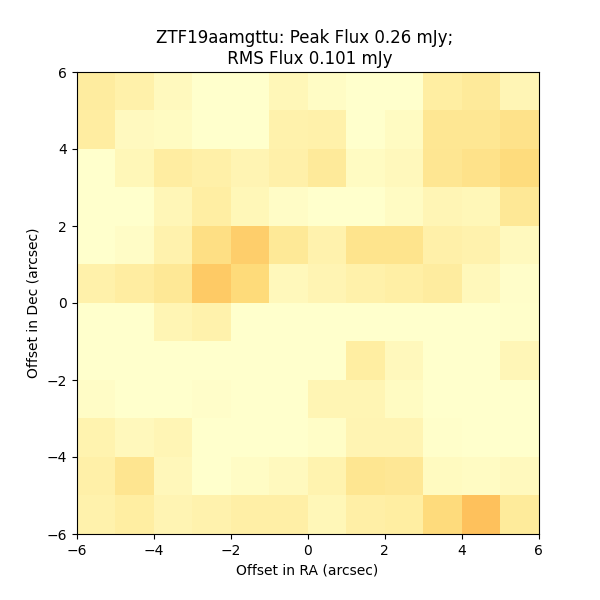 ZTF19aamgttu: Peak Flux 0.26 mJy;
RMS Flux 0.101 mJy
6
4
2
0
−2
−4
−6
Offset in Dec (arcsec)
−6 −4 −2 0 2 4 6
Offset in RA (arcsec)